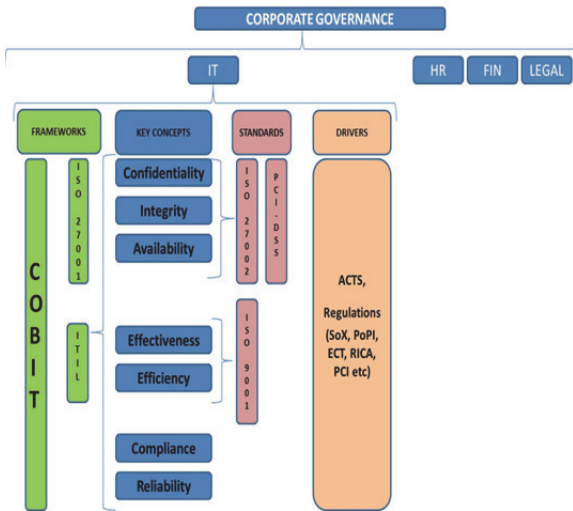 CORPORATE GOVERNANCE
IT
HR
FIN
LEGAL
FRAMEWORKS
KEY CONCEPTS
STANDARDS
DRIVERS
COBIT
ISO 27001
ITIL
Confidentiality
Integrity
Availability
Effectiveness
Efficiency
Compliance
Reliability
ISO 27002
PCI-DSS
ISO 9001
ACTS,
Regulations
(SoX, PoPI,
ECT, RICA,
PCI etc)